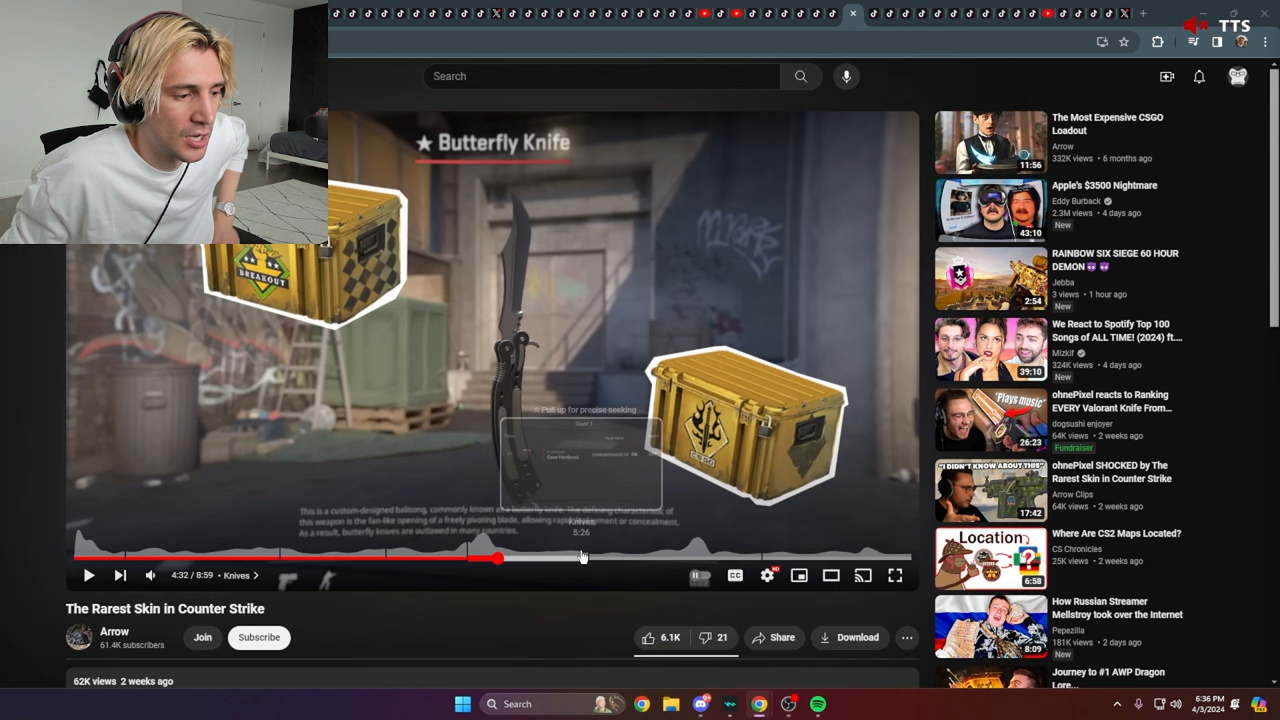 TTS
Search
★ Butterfly Knife
BREAKOUT
CS:GO
Pull up for precise seeking
This is a custom-designed balisong, commonly known as a butterfly knife. The defining characteristic of
this weapon is the fan-like opening of a freely pivoting blade, allowing rapid deployment or concealment.
As a result, butterfly knives are outlawed in many countries.
Knives
5:26
4:32 / 8:59 • Knives
CC
HD
The Rarest Skin in Counter Strike
Arrow
61.4K subscribers
Join
Subscribe
6.1K
21
Share
Download
62K views 2 weeks ago
The Most Expensive CSGO
Loadout
Arrow
332K views • 6 months ago
11:56
Apple's $3500 Nightmare
Eddy Burback
2.3M views • 4 days ago
New
43:10
RAINBOW SIX SIEGE 60 HOUR
DEMON😈😈
Jebba
3 views • 1 hour ago
New
2:54
We React to Spotify Top 100
Songs of ALL TIME! (2024) ft....
Mizkif
324K views • 4 days ago
New
39:10
ohnePixel reacts to Ranking
EVERY Valorant Knife From...
dogsushi enjoyer
64K views • 2 weeks ago
Fundraiser
"Plays music"
26:23
ohnePixel SHOCKED by The
Rarest Skin in Counter Strike
Arrow Clips
64K views • 2 weeks ago
"I DIDN'T KNOW ABOUT THIS"
17:42
Where Are CS2 Maps Located?
CS Chronicles
25K views • 2 weeks ago
Location
6:58
How Russian Streamer
Mellstroy took over the Internet
Pepezilla
181K views • 2 days ago
New
8:09
Journey to #1 AWP Dragon
Lore...
Search
6:36 PM
4/3/2024